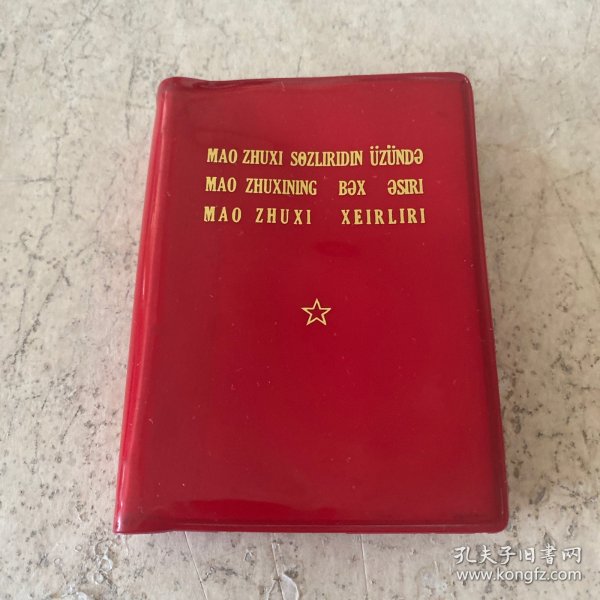 MAO ZHUXI SɵZLIRIDIN ÜZÜNDƏ
MAO ZHUXINING BƏX ƏSIRI
MAO ZHUXI XEIRLIRI
孔夫子旧书网
www.kongfz.com